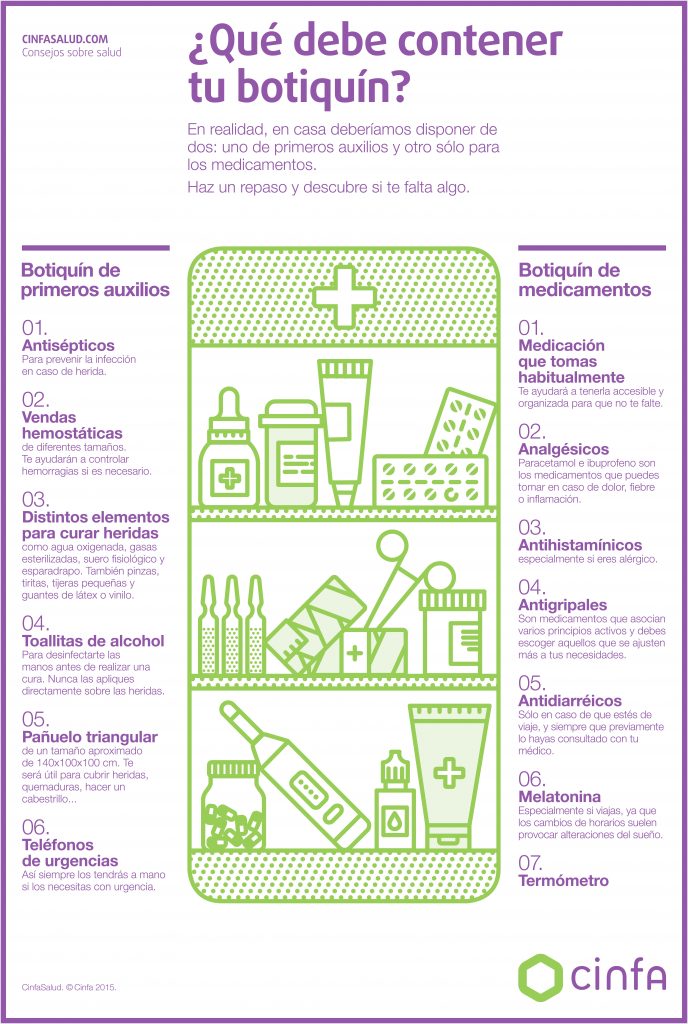 CINFASALUD.COM
Consejos sobre salud
¿Qué debe contener
tu botiquín?
En realidad, en casa deberíamos disponer de
dos: uno de primeros auxilios y otro sólo para
los medicamentos.
Haz un repaso y descubre si te falta algo.
Botiquín de
primeros auxilios
01.
Antisépticos
Para prevenir la infección
en caso de herida.
02.
Vendas
hemostáticas
de diferentes tamaños.
Te ayudarán a controlar
hemorragias si es necesario.
03.
Distintos elementos
para curar heridas
como agua oxigenada, gasas
esterilizadas, suero fisiológico y
esparadrapo. También pinzas,
tiritas, tijeras pequeñas y
guantes de látex o vinilo.
04.
Toallitas de alcohol
Para desinfectarte las
manos antes de realizar una
cura. Nunca las apliques
directamente sobre las heridas.
05.
Pañuelo triangular
de un tamaño aproximado
de 140x100x100 cm. Te
será útil para cubrir heridas,
quemaduras, hacer un
cabestrillo...
06.
Teléfonos
de urgencias
Así siempre los tendrás a mano
si los necesitas con urgencia.
Botiquín de
medicamentos
01.
Medicación
que tomas
habitualmente
Te ayudará a tenerla accesible y
organizada para que no te falte.
02.
Analgésicos
Paracetamol e ibuprofeno son
los medicamentos que puedes
tomar en caso de dolor, fiebre
o inflamación.
03.
Antihistamínicos
especialmente si eres alérgico.
04.
Antigripales
Son medicamentos que asocian
varios principios activos y debes
escoger aquellos que se ajusten
más a tus necesidades.
05.
Antidiarréicos
Sólo en caso de que estés de
viaje, y siempre que previamente
lo hayas consultado con tu
médico.
06.
Melatonina
Especialmente si viajas, ya que
los cambios de horarios suelen
provocar alteraciones del sueño.
07.
Termómetro
CinfaSalud. © Cinfa 2015.
cinfa